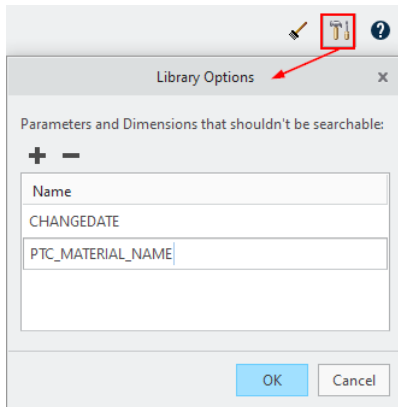 Library Options
Parameters and Dimensions that shouldn't be searchable:
Name
CHANGEDATE
PTC_MATERIAL_NAME
OK
Cancel